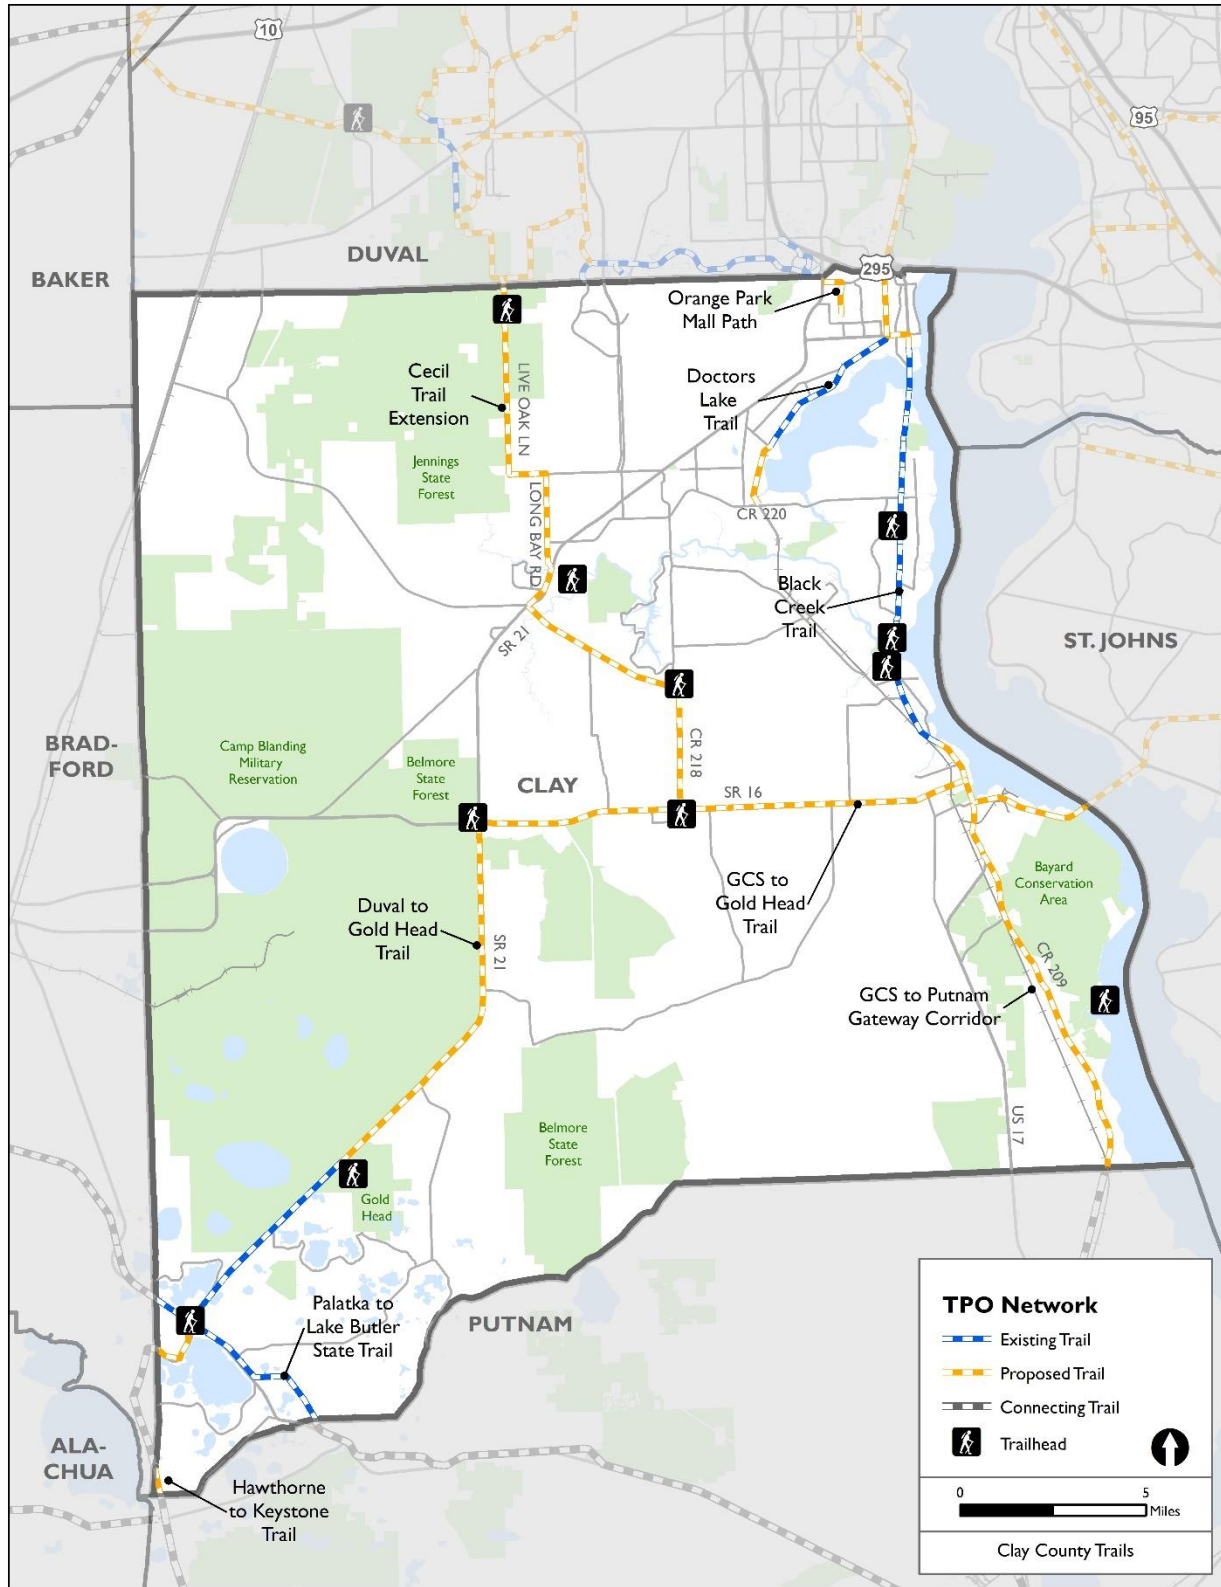 10
95
DUVAL
BAKER
295
Orange Park
Mall Path
Cecil
Trail
Extension
LIVE OAK LN
Doctors
Lake
Trail
Jennings
State
Forest
LONG BAY RD
CR 220
Black
Creek
Trail
SR 21
ST. JOHNS
BRAD-
FORD
Camp Blanding
Military
Reservation
Belmore
State
Forest
CLAY
CR 218
SR 16
Duval to
Gold Head
Trail
SR 21
GCS to
Gold Head
Trail
Bayard
Conservation
Area
CR 209
GCS to Putnam
Gateway Corridor
US 17
Belmore
State
Forest
Gold
Head
Palatka to
Lake Butler
State Trail
PUTNAM
ALA-
CHUA
Hawthorne
to Keystone
Trail
TPO Network
Existing Trail
Proposed Trail
Connecting Trail
Trailhead
0 5
Miles
Clay County Trails